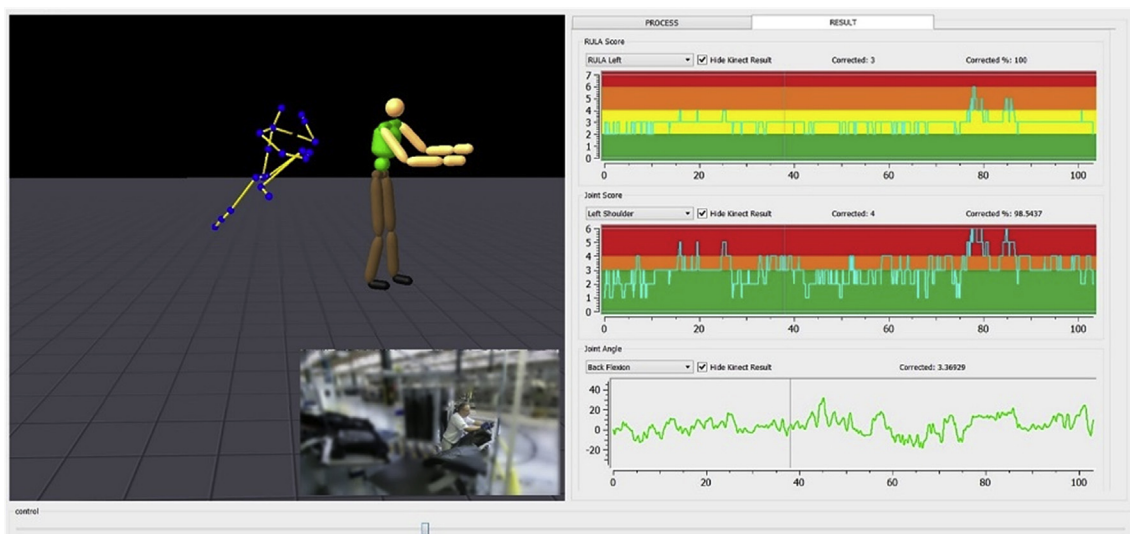 PROCESS RESULT
RULA Score
RULA Left Hide Kinect Result Corrected: 3 Corrected %: 100
7
6
5
4
3
2
1
0
0 20 40 60 80 100
Joint Score
Left Shoulder Hide Kinect Result Corrected: 4 Corrected %: 98.5437
6
5
4
3
2
1
0
0 20 40 60 80 100
Joint Angle
Back Flexion Hide Kinect Result Corrected: 3.36929
40
20
0
-20
0 20 40 60 80 100
control